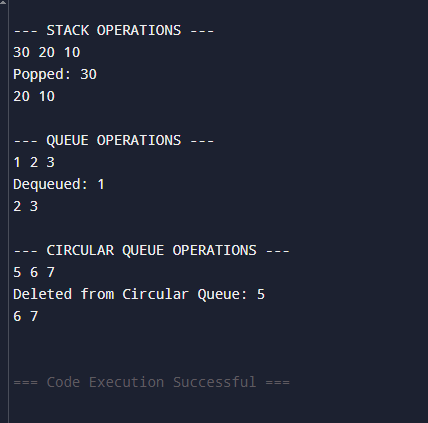 --- STACK OPERATIONS ---
30 20 10
Popped: 30
20 10
--- QUEUE OPERATIONS ---
1 2 3
Dequeued: 1
2 3
--- CIRCULAR QUEUE OPERATIONS ---
5 6 7
Deleted from Circular Queue: 5
6 7
=== Code Execution Successful ===